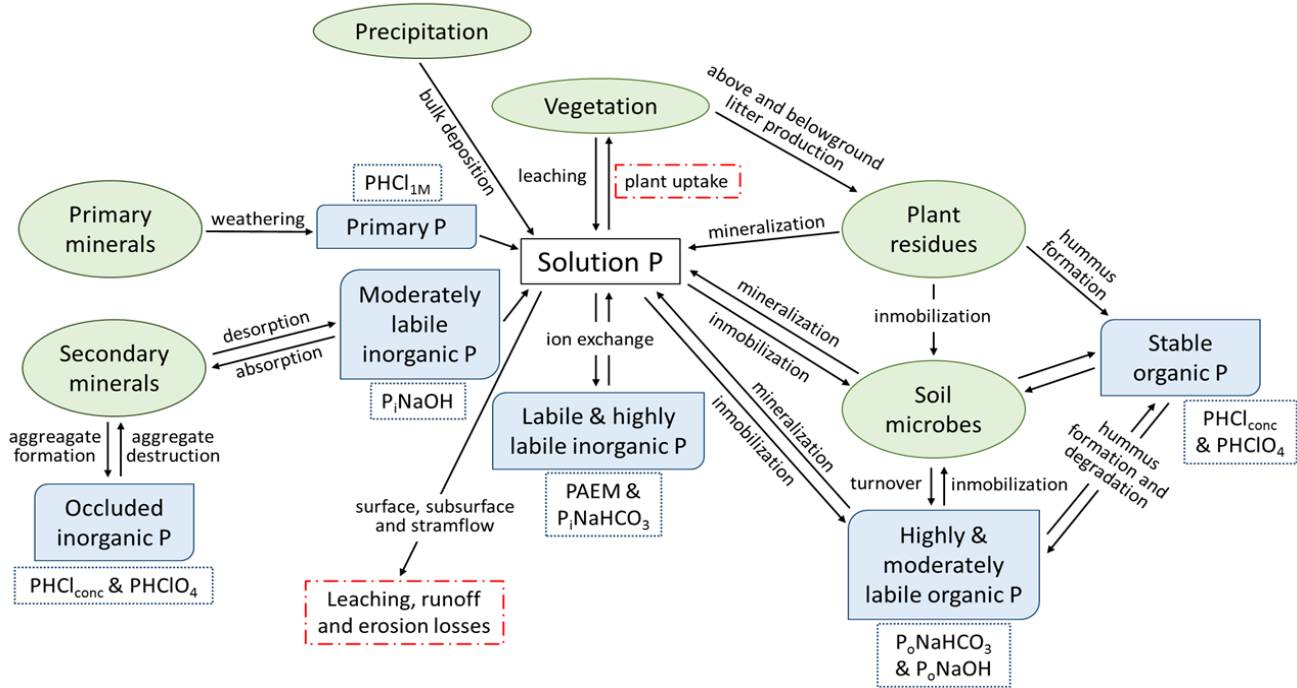 Precipitation
bulk deposition
Vegetation
above and belowground
litter production
leaching
plant uptake
PHCl1M
Primary
minerals
weathering
Primary P
Solution P
mineralization
Plant
residues
hummus
formation
Moderately
labile
inorganic P
desorption
absorption
PiNaOH
Secondary
minerals
ion exchange
mineralization
inmobilization
inmobilization
Stable
organic P
PHClconc
& PHClO4
Soil
microbes
mineralization
inmobilization
Labile & highly
labile inorganic P
PAEM &
PiNaHCO3
aggreagate
formation
aggregate
destruction
Occluded
inorganic P
PHClconc & PHClO4
surface, subsurface
and stramflow
Leaching, runoff
and erosion losses
turnover
inmobilization
hummus
formation and
degradation
Highly &
moderately
labile organic P
PoNaHCO3
& PoNaOH